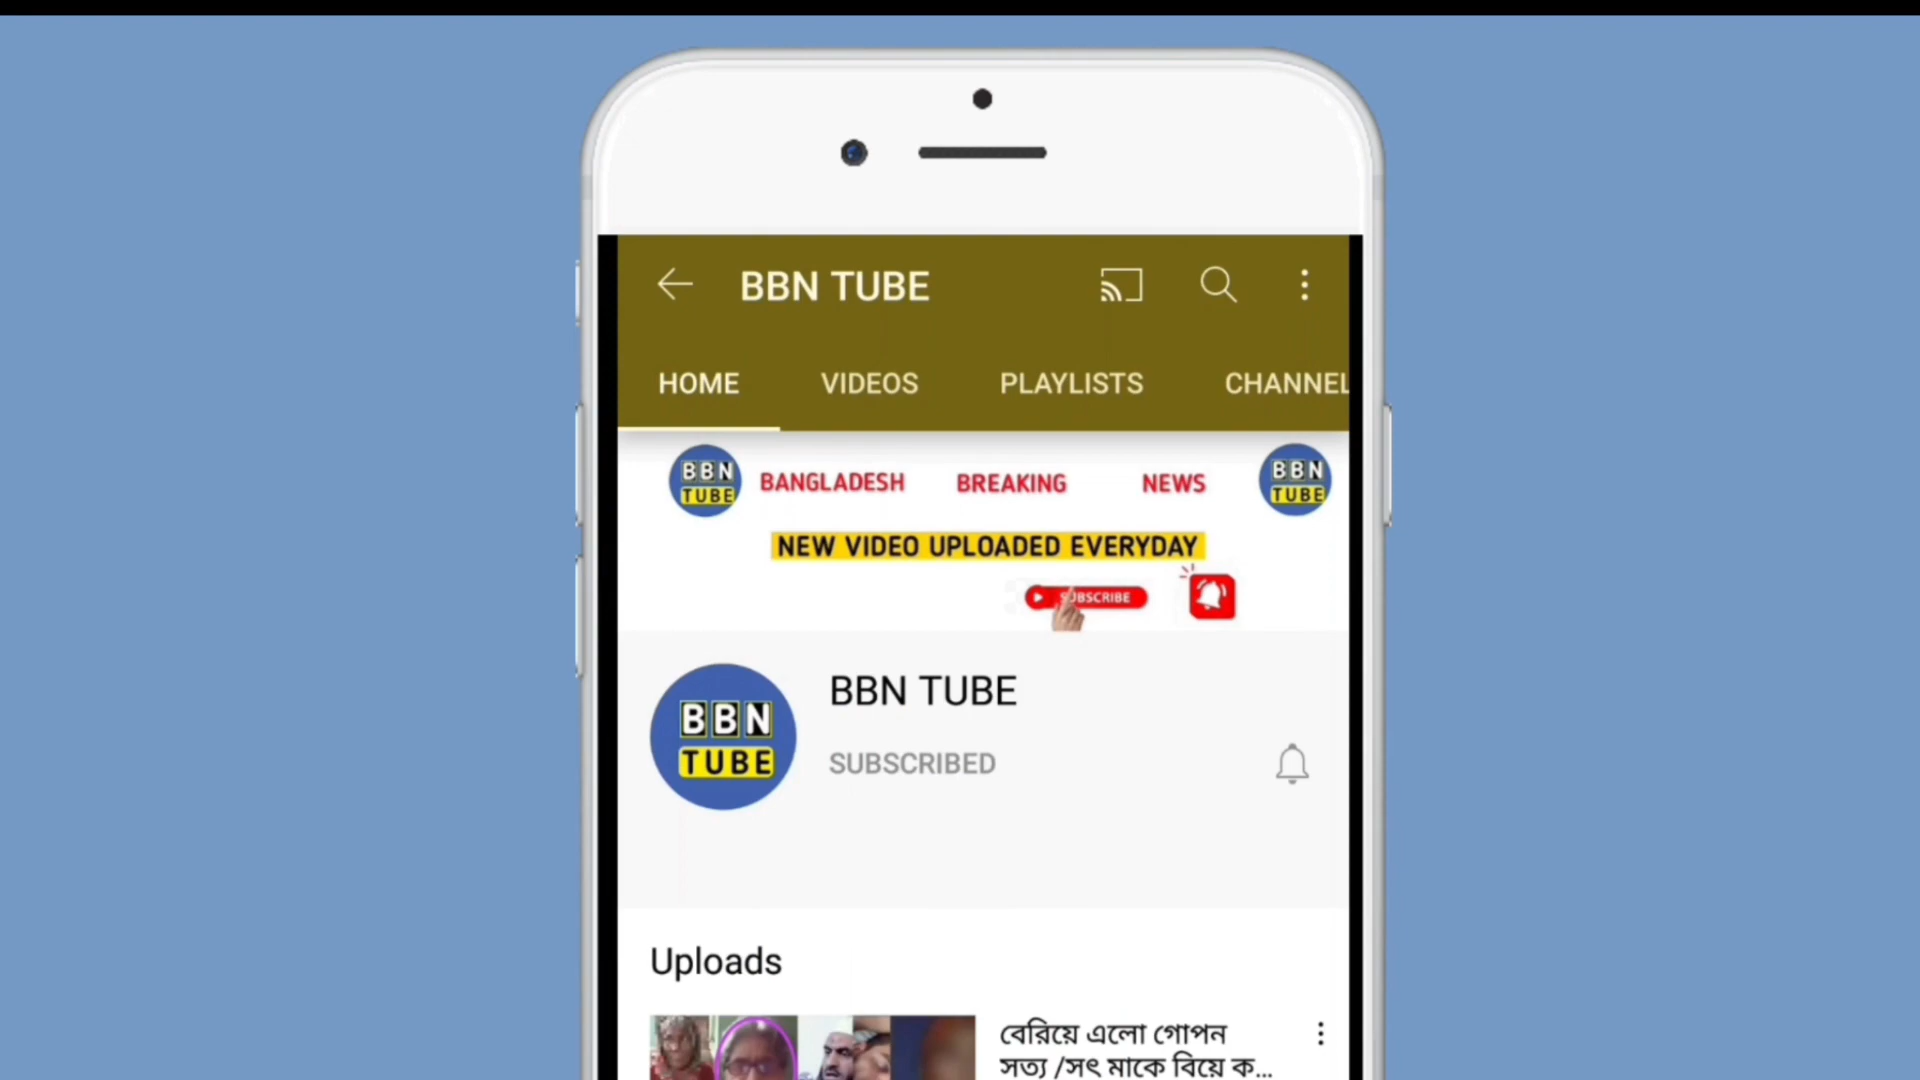 BBN TUBE
HOME VIDEOS PLAYLISTS CHANNEL
BBN TUBE BANGLADESH BREAKING NEWS BBN TUBE
NEW VIDEO UPLOADED EVERYDAY
SUBSCRIBE
BBN TUBE
BBN TUBE
SUBSCRIBED
Uploads
বেরিয়ে এলো গোপন
সত্য /সৎ মাকে বিয়ে ক...